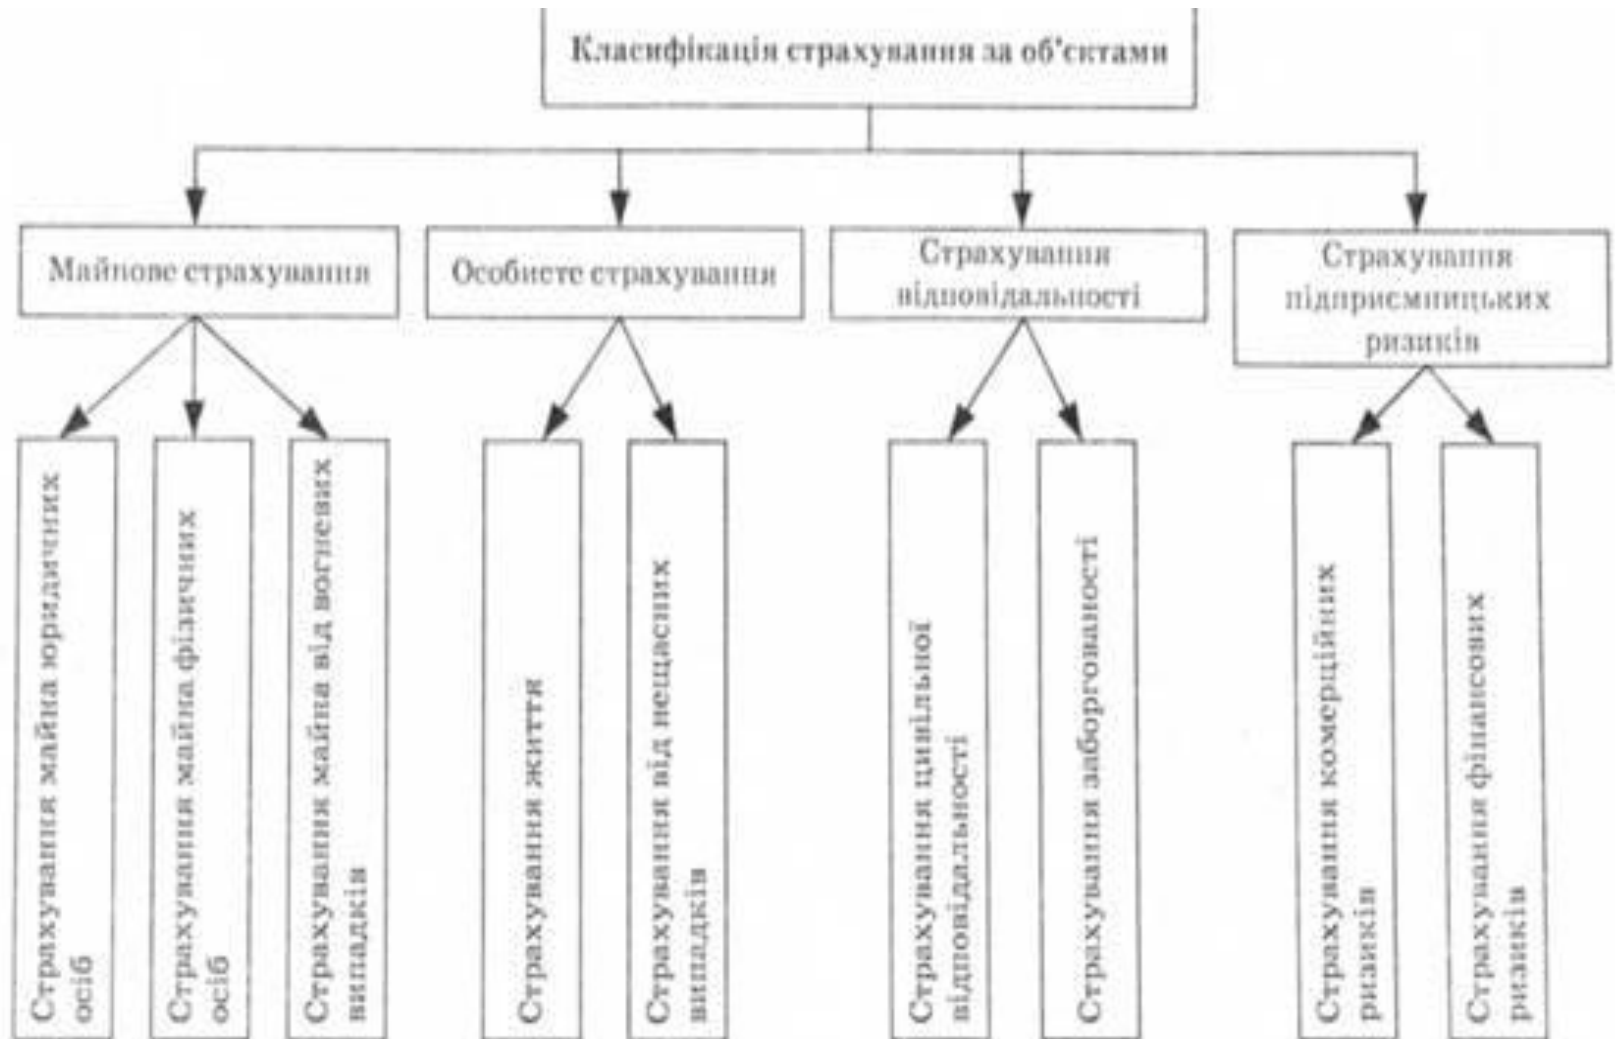 Класифікація страхування за об'єктами
Майнове страхування
Особисте страхування
Страхування
відповідальності
Страхування
підприємницьких
ризиків
Страхування майна юридичних
осіб
Страхування майна фізичних
осіб
Страхування майна від вогневих
випадків
Страхування життя
Страхування від нещасних
випадків
Страхування цивільної
відповідальності
Страхування заборгованості
Страхування комерційних
ризиків
Страхування фінансових
ризиків